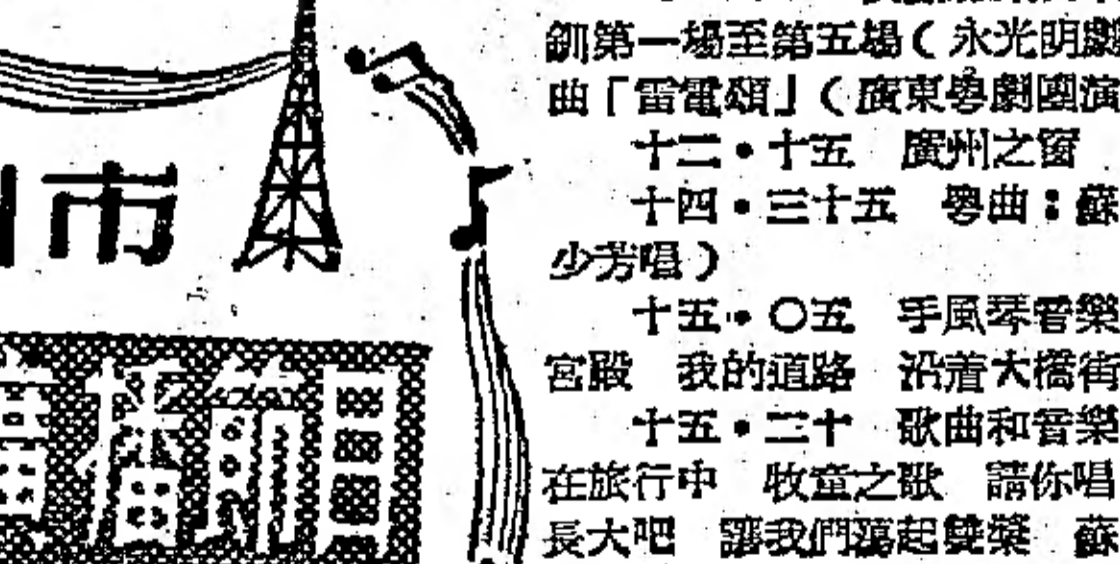 市
播節目
釧第一場至第五場(永光明劇
曲「雷電頌」(廣東粵劇團演
十二·十五　廣州之窗
十四·三十五　粵曲：蘇
少芳唱)
十五·〇五　手風琴音樂
宮殿　我的道路　沿着大橋街
十五·二十　歌曲和音樂
在旅行中　牧童之歌　請你唱
長大吧　讓我們蕩起雙槳　蘇